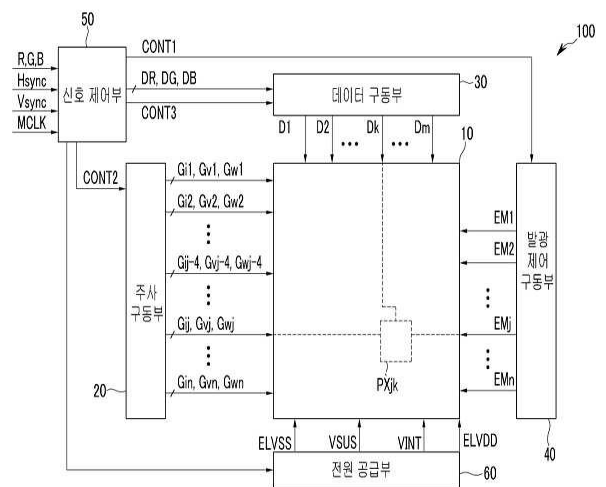 50
100
CONT1
R,G,B
Hsync
Vsync
MCLK
신호 제어부
DR, DG, DB
CONT3
데이터 구동부
30
D1 D2 ••• Dk ••• Dm
10
CONT2
Gi1, Gv1, Gw1
Gi2, Gv2, Gw2
Gij-4, Gvj-4, Gwj-4
Gij, Gvj, Gwj
Gin, Gvn, Gwn
주사
구동부
20
PXjk
EM1
EM2
EMj
EMn
발광
제어
구동부
40
ELVSS VSUS VINT ELVDD
전원 공급부
60